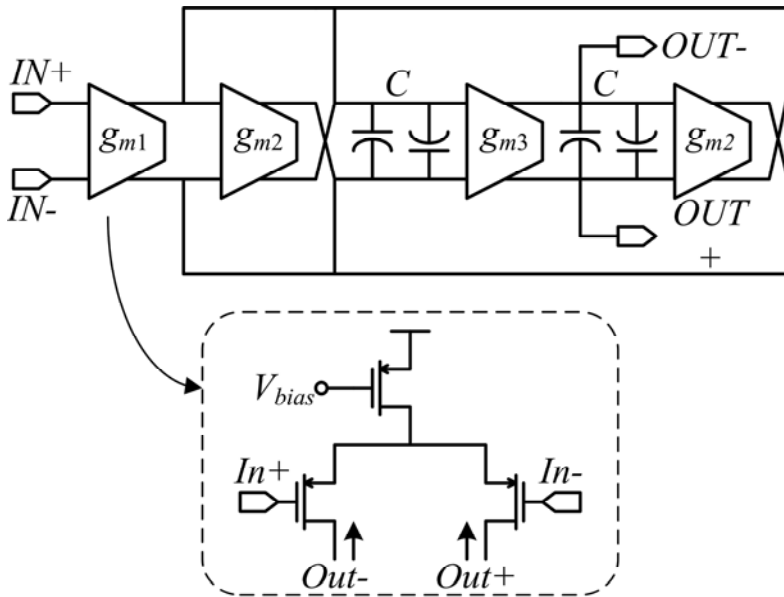 IN+
IN-
gm1
gm2
C
gm3
C
gm2
OUT-
OUT
+
Vbias
In+
In-
Out-
Out+